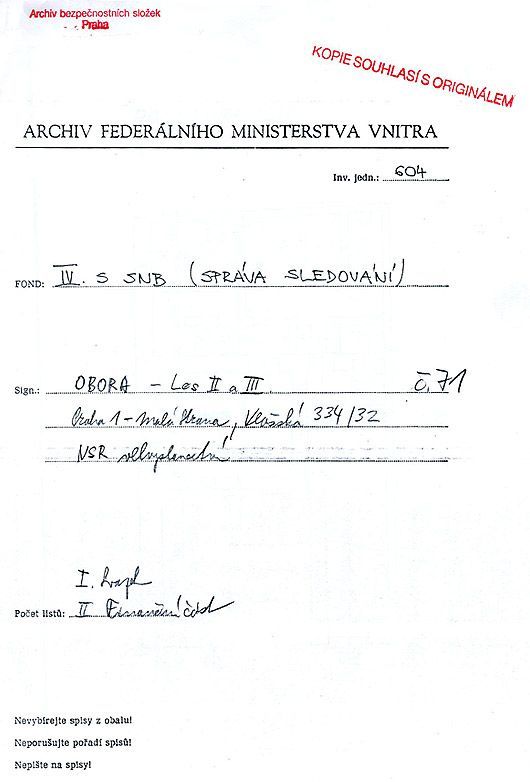 Archiv bezpečnostních složek
Praha
KOPIE SOUHLASÍ S ORIGINÁLEM
ARCHIV FEDERÁLNÍHO MINISTERSTVA VNITRA
Inv. jedn.: 604
FOND: IV. S SNB (SPRÁVA SLEDOVÁNÍ)
Sign.: OBORA - Les II a III č. 71
Praha 1 - Malá Strana, Vlašská 334/32
NSR velvyslanectví
I.
Počet listů: II Finanční část
Nevybírejte spisy z obalu!
Neporušujte pořadí spisů!
Nepište na spisy!